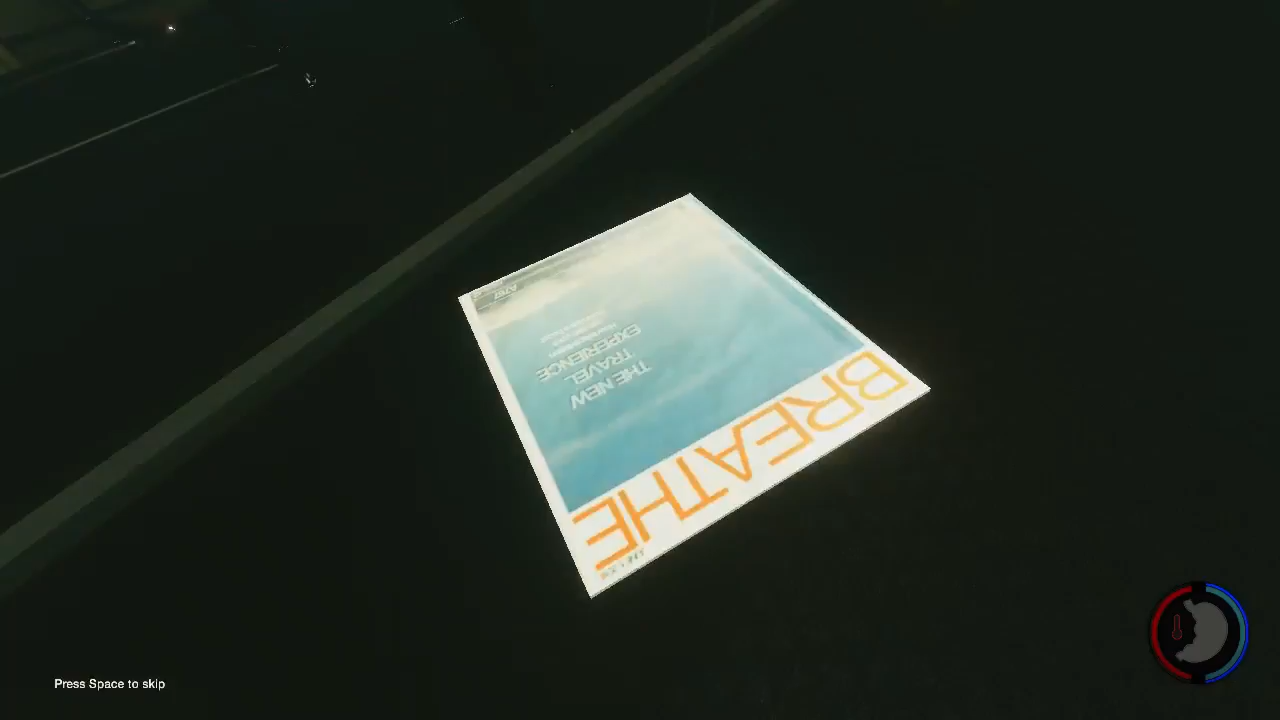 BREATHE
THE NEW
TRAVEL
EXPERIENCE
Press Space to skip